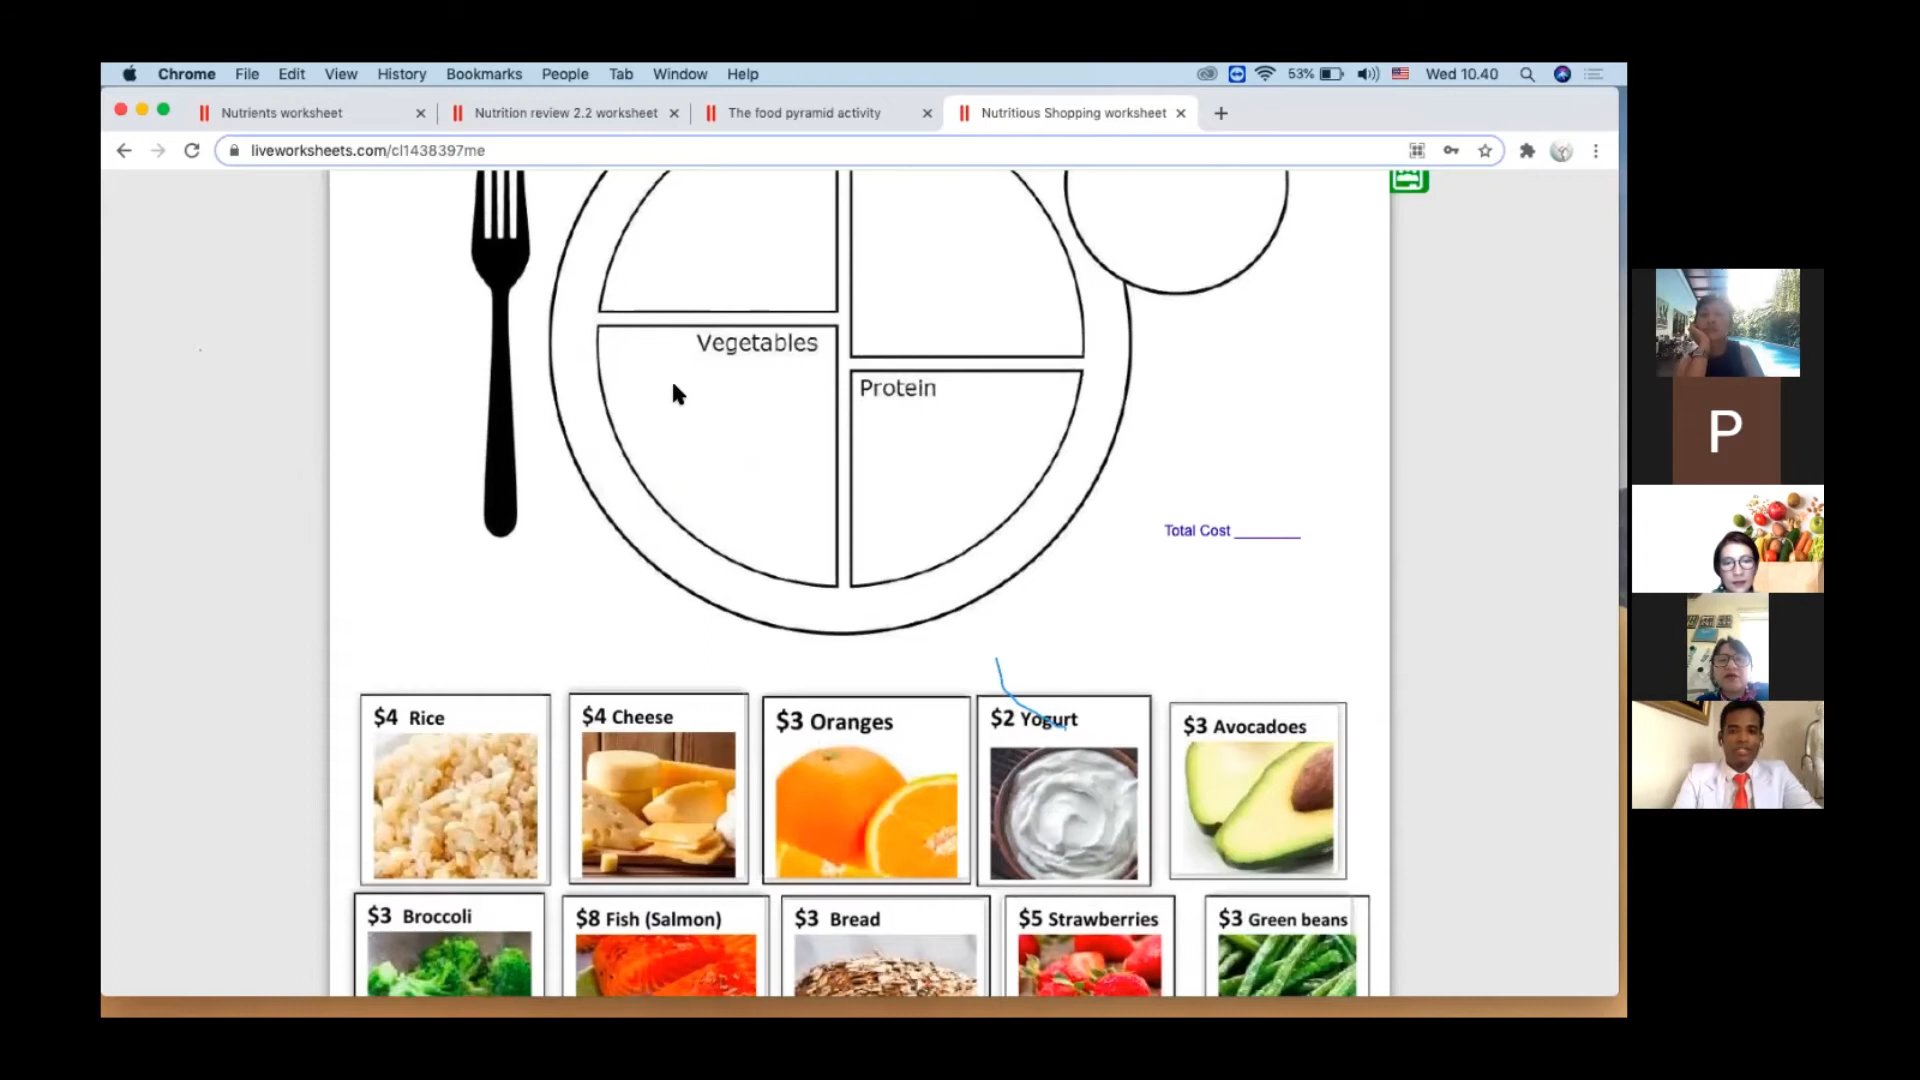 Chrome File Edit View History Bookmarks People Tab Window Help 53% Wed 10.40
Nutrients worksheet Nutrition review 2.2 worksheet The food pyramid activity Nutritious Shopping worksheet
liveworksheets.com/cl1438397me
Vegetables
Protein
P
Total Cost ________
$4 Rice $4 Cheese $3 Oranges $2 Yogurt $3 Avocadoes
$3 Broccoli $8 Fish (Salmon) $3 Bread $5 Strawberries $3 Green beans